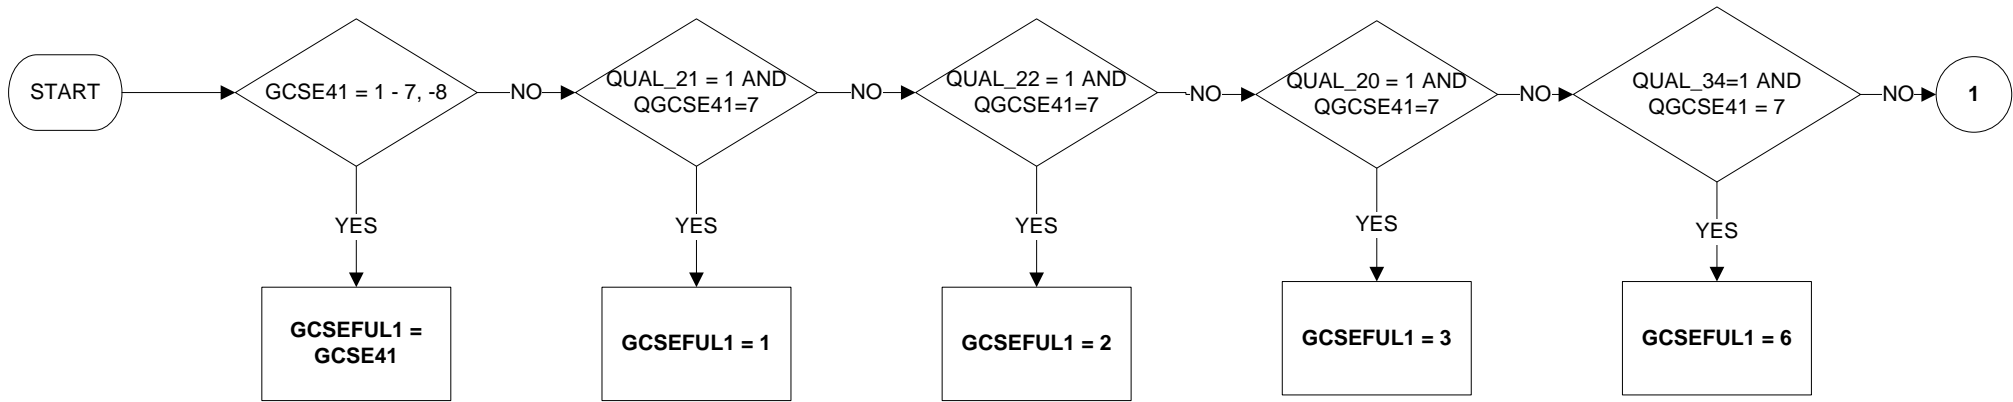 START
GCSE41 = 1 - 7, -8
NO
QUAL_21 = 1 AND
QGCSE41=7
NO
QUAL_22 = 1 AND
QGCSE41=7
NO
QUAL_20 = 1 AND
QGCSE41=7
NO
QUAL_34=1 AND
QGCSE41 = 7
NO
1
YES
YES
YES
YES
YES
GCSEFUL1 =
GCSE41
GCSEFUL1 = 1
GCSEFUL1 = 2
GCSEFUL1 = 3
GCSEFUL1 = 6